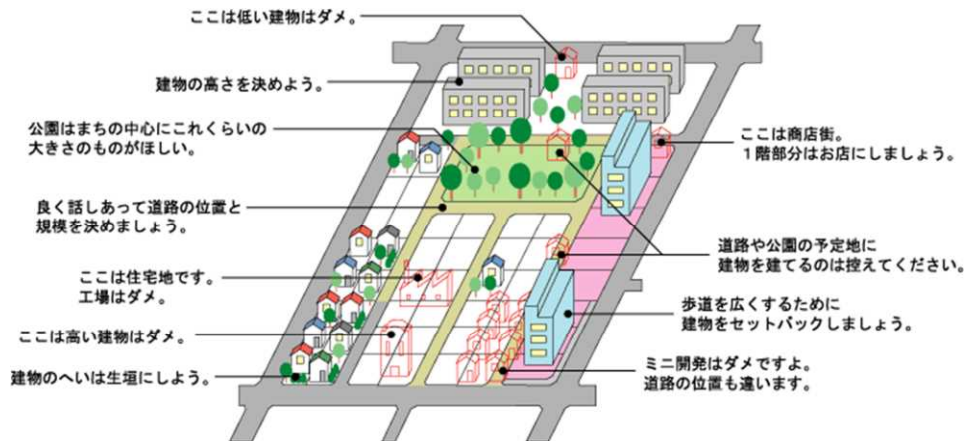 ここは低い建物はダメ。
建物の高さを決めよう。
公園はまちの中心にこれくらいの
大きさのものがほしい。
ここは商店街。
１階部分はお店にしましょう。
良く話しあって道路の位置と
規模を決めましょう。
道路や公園の予定地に
建物を建てるのは控えてください。
ここは住宅地です。
工場はダメ。
歩道を広くするために
建物をセットバックしましょう。
ここは高い建物はダメ。
ミニ開発はダメですよ。
道路の位置も違います。
建物のへいは生垣にしよう。